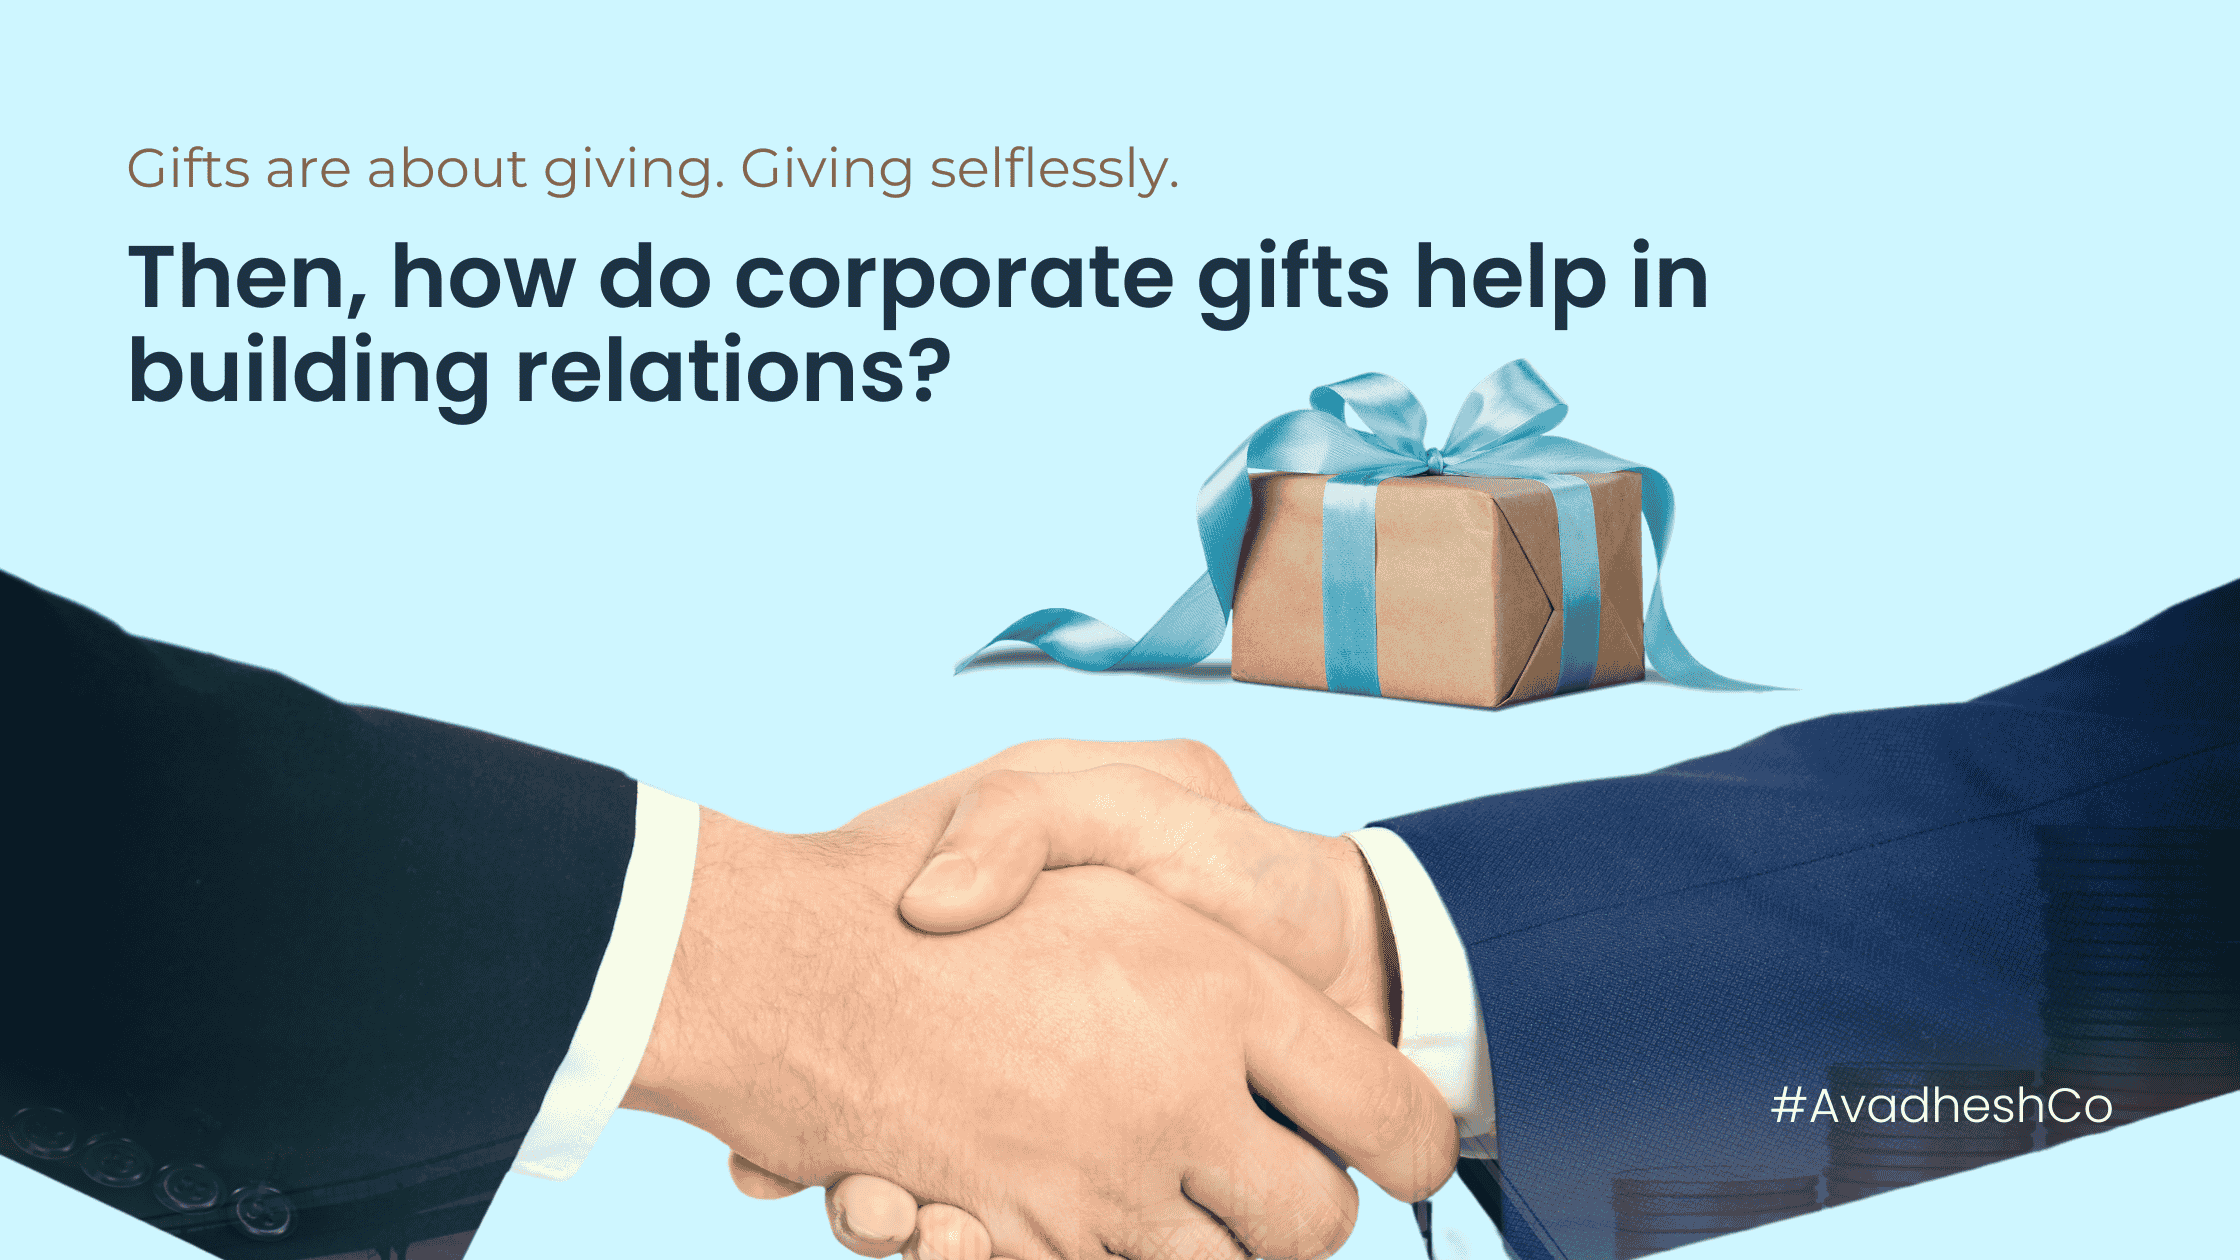 Gifts are about giving. Giving selflessly.
Then, how do corporate gifts help in
building relations?
#AvadheshCo